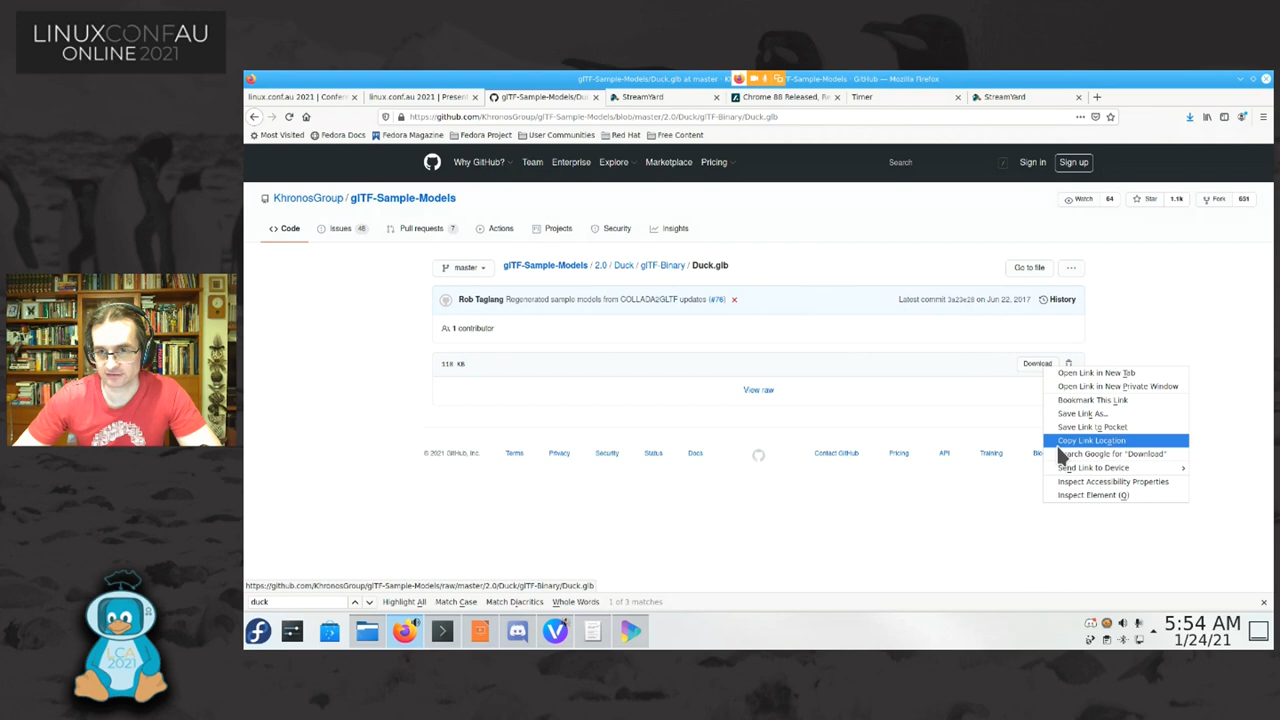 LINUXCONFAU
ONLINE 2021
glTF-Sample-Models/Duck.glb at master · K
TF-Sample-Models · GitHub — Mozilla Firefox
linux.conf.au 2021 | Confere
linux.conf.au 2021 | Present
glTF-Sample-Models/Du
StreamYard
Chrome 88 Released, Re
Timer
StreamYard
https://github.com/KhronosGroup/glTF-Sample-Models/blob/master/2.0/Duck/glTF-Binary/Duck.glb
Most Visited
Fedora Docs
Fedora Magazine
Fedora Project
User Communities
Red Hat
Free Content
Why GitHub?
Team
Enterprise
Explore
Marketplace
Pricing
Search
/
Sign in
Sign up
KhronosGroup / glTF-Sample-Models
Watch 64
Star 1.1k
Fork 651
Code
Issues 46
Pull requests 7
Actions
Projects
Security
Insights
master
glTF-Sample-Models / 2.0 / Duck / glTF-Binary / Duck.glb
Go to file
Rob Taglang Regenerated sample models from COLLADA2GLTF updates (#76)
Latest commit 3a23e28 on Jun 22, 2017
History
1 contributor
118 KB
Download
View raw
Open Link in New Tab
Open Link in New Private Window
Bookmark This Link
Save Link As...
Save Link to Pocket
Copy Link Location
arch Google for "Download"
Send Link to Device
Inspect Accessibility Properties
Inspect Element (Q)
© 2021 GitHub, Inc.
Terms
Privacy
Security
Status
Docs
Contact GitHub
Pricing
API
Training
Blo
https://github.com/KhronosGroup/glTF-Sample-Models/raw/master/2.0/Duck/glTF-Binary/Duck.glb
duck
Highlight All
Match Case
Match Diacritics
Whole Words
1 of 3 matches
5:54 AM
1/24/21
LCA
2021